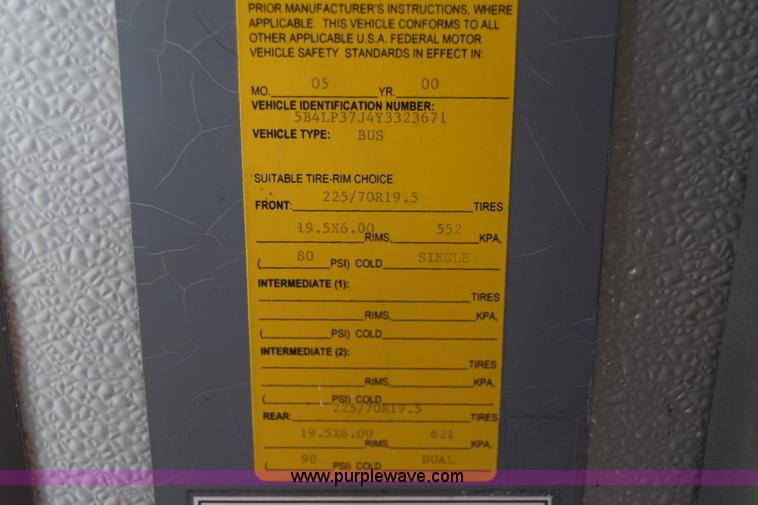 PRIOR MANUFACTURER'S INSTRUCTIONS, WHERE
APPLICABLE. THIS VEHICLE CONFORMS TO ALL
OTHER APPLICABLE U.S.A. FEDERAL MOTOR
VEHICLE SAFETY STANDARDS IN EFFECT IN:
MO. 05 YR. 00
VEHICLE IDENTIFICATION NUMBER:
5B4LP37J4Y3323671
VEHICLE TYPE: BUS
SUITABLE TIRE-RIM CHOICE
FRONT: 225/70R19.5 TIRES
19.5X6.00 RIMS, 552 KPA,
( 80 PSI) COLD SINGLE
INTERMEDIATE (1):
TIRES
RIMS, KPA,
( PSI) COLD
INTERMEDIATE (2):
TIRES
RIMS, KPA,
( PSI) COLD
REAR: 225/70R19.5 TIRES
19.5X6.00 RIMS, 621 KPA,
( 90 PSI) COLD DUAL
www.purplewave.com